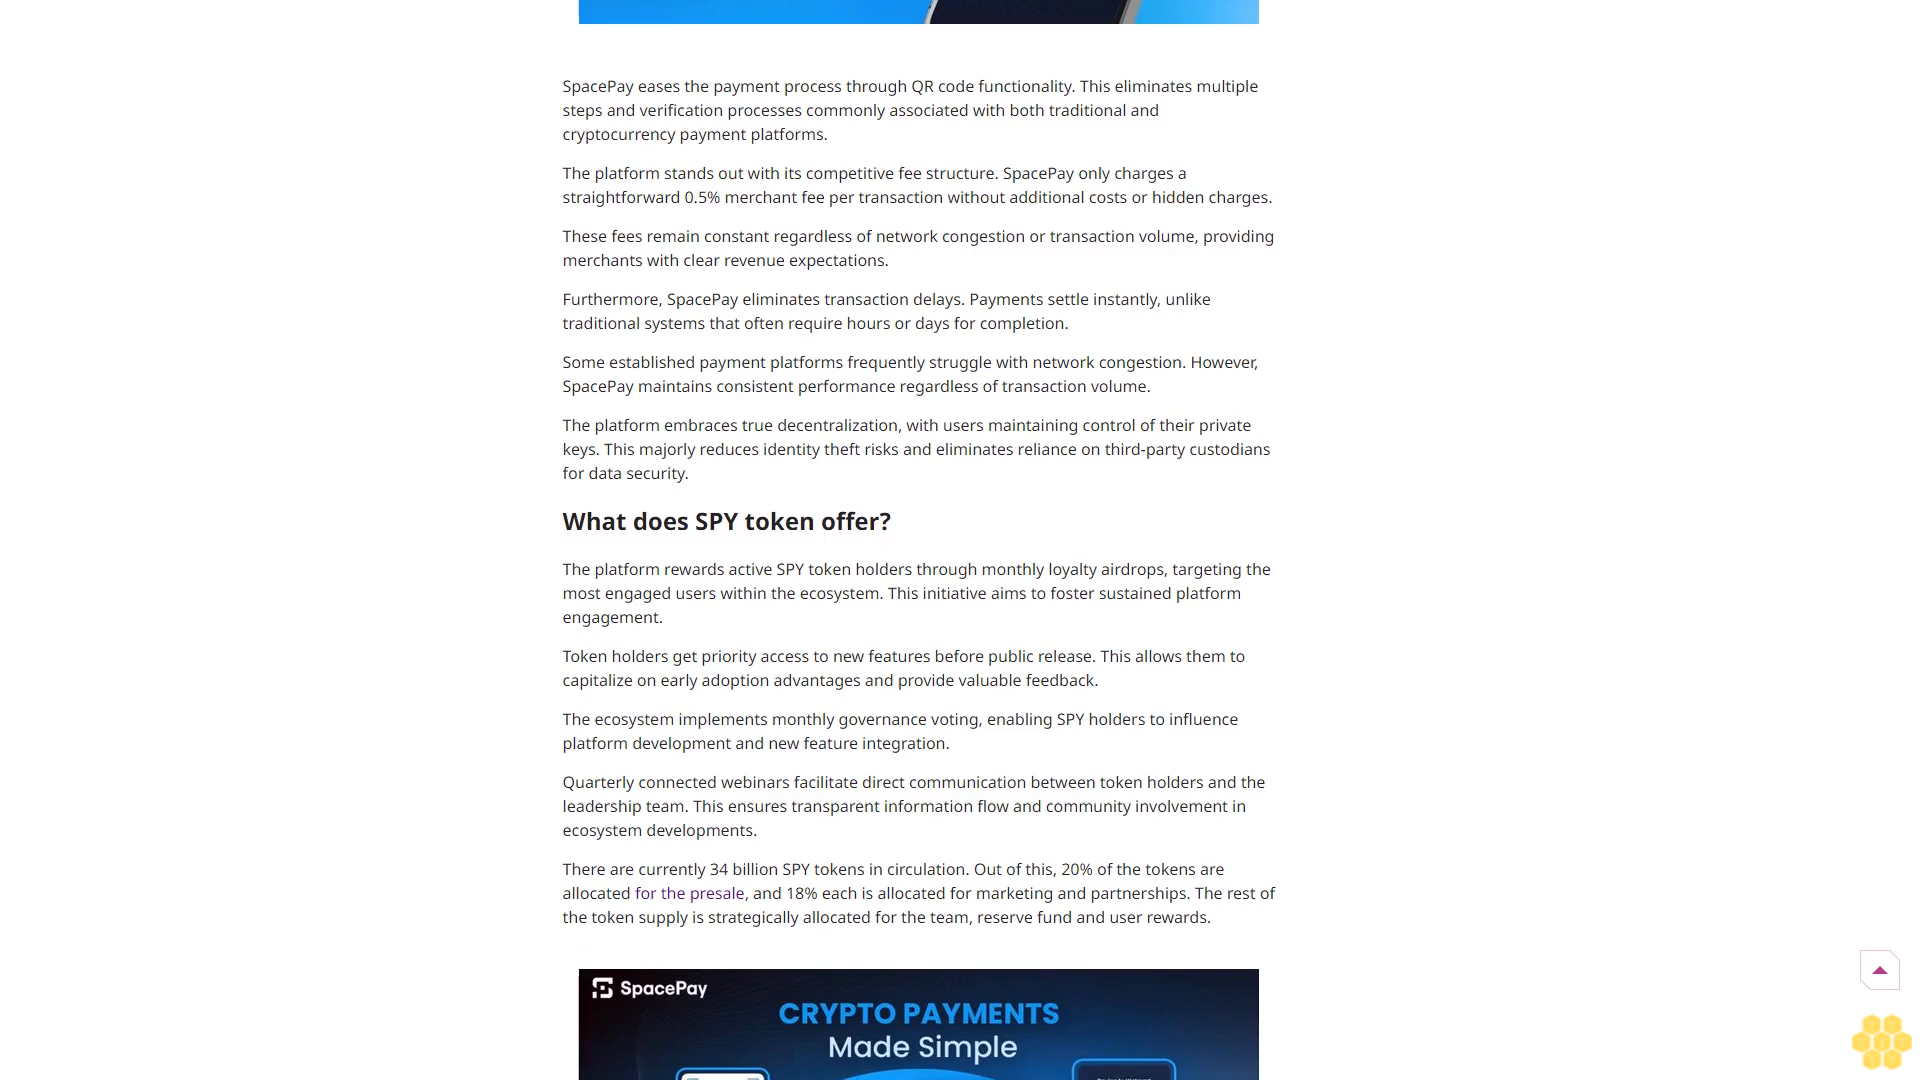 SpacePay eases the payment process through QR code functionality. This eliminates multiple
steps and verification processes commonly associated with both traditional and
cryptocurrency payment platforms.
The platform stands out with its competitive fee structure. SpacePay only charges a
straightforward 0.5% merchant fee per transaction without additional costs or hidden charges.
These fees remain constant regardless of network congestion or transaction volume, providing
merchants with clear revenue expectations.
Furthermore, SpacePay eliminates transaction delays. Payments settle instantly, unlike
traditional systems that often require hours or days for completion.
Some established payment platforms frequently struggle with network congestion. However,
SpacePay maintains consistent performance regardless of transaction volume.
The platform embraces true decentralization, with users maintaining control of their private
keys. This majorly reduces identity theft risks and eliminates reliance on third-party custodians
for data security.
What does SPY token offer?
The platform rewards active SPY token holders through monthly loyalty airdrops, targeting the
most engaged users within the ecosystem. This initiative aims to foster sustained platform
engagement.
Token holders get priority access to new features before public release. This allows them to
capitalize on early adoption advantages and provide valuable feedback.
The ecosystem implements monthly governance voting, enabling SPY holders to influence
platform development and new feature integration.
Quarterly connected webinars facilitate direct communication between token holders and the
leadership team. This ensures transparent information flow and community involvement in
ecosystem developments.
There are currently 34 billion SPY tokens in circulation. Out of this, 20% of the tokens are
allocated for the presale, and 18% each is allocated for marketing and partnerships. The rest of
the token supply is strategically allocated for the team, reserve fund and user rewards.
SpacePay
CRYPTO PAYMENTS
Made Simple